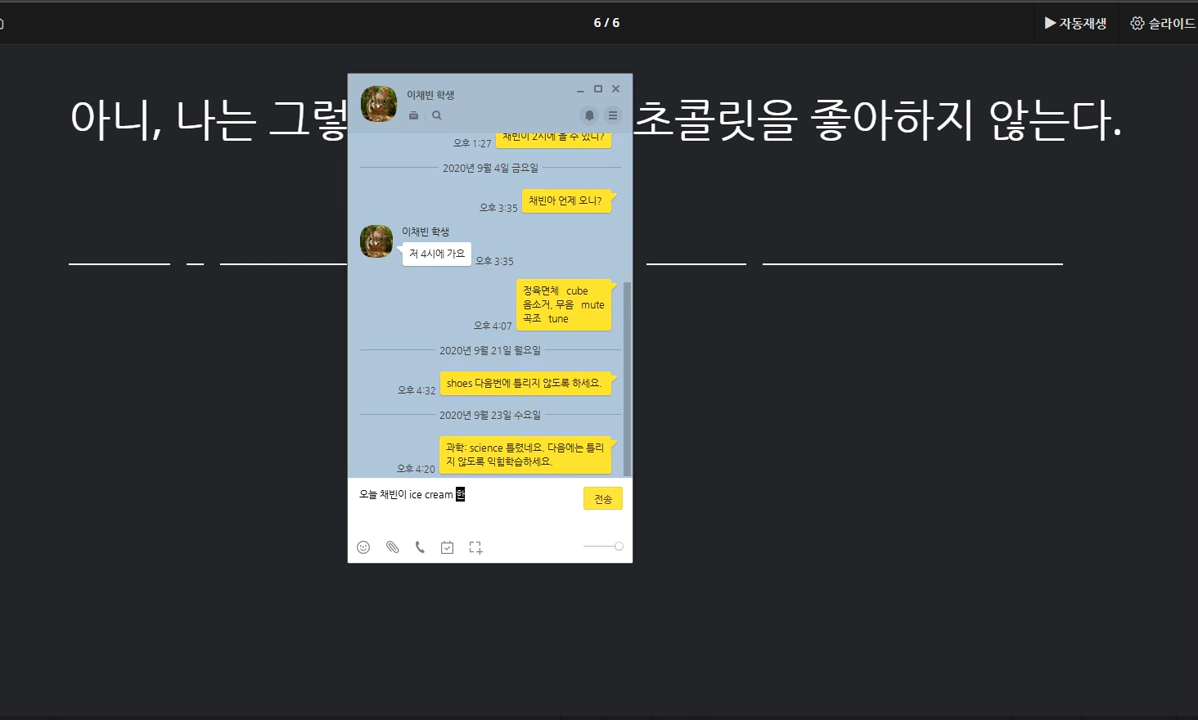 6 / 6
▶ 자동재생
슬라이드
아니, 나는 그렇
초콜릿을 좋아하지 않는다.
이채빈 학생
채빈이 2시에 올 수 있니?
오후 1:27
2020년 9월 4일 금요일
채빈아 언제 오니?
오후 3:35
이채빈 학생
저 4시에 가요
오후 3:35
정육면체 cube
음소거, 무음 mute
곡조 tune
오후 4:07
2020년 9월 21일 월요일
shoes 다음번에 틀리지 않도록 하세요.
오후 4:32
2020년 9월 23일 수요일
과학: science 틀렸네요. 다음에는 틀리
지 않도록 익힘학습하세요.
오후 4:20
오늘 채빈이 ice cream
전송